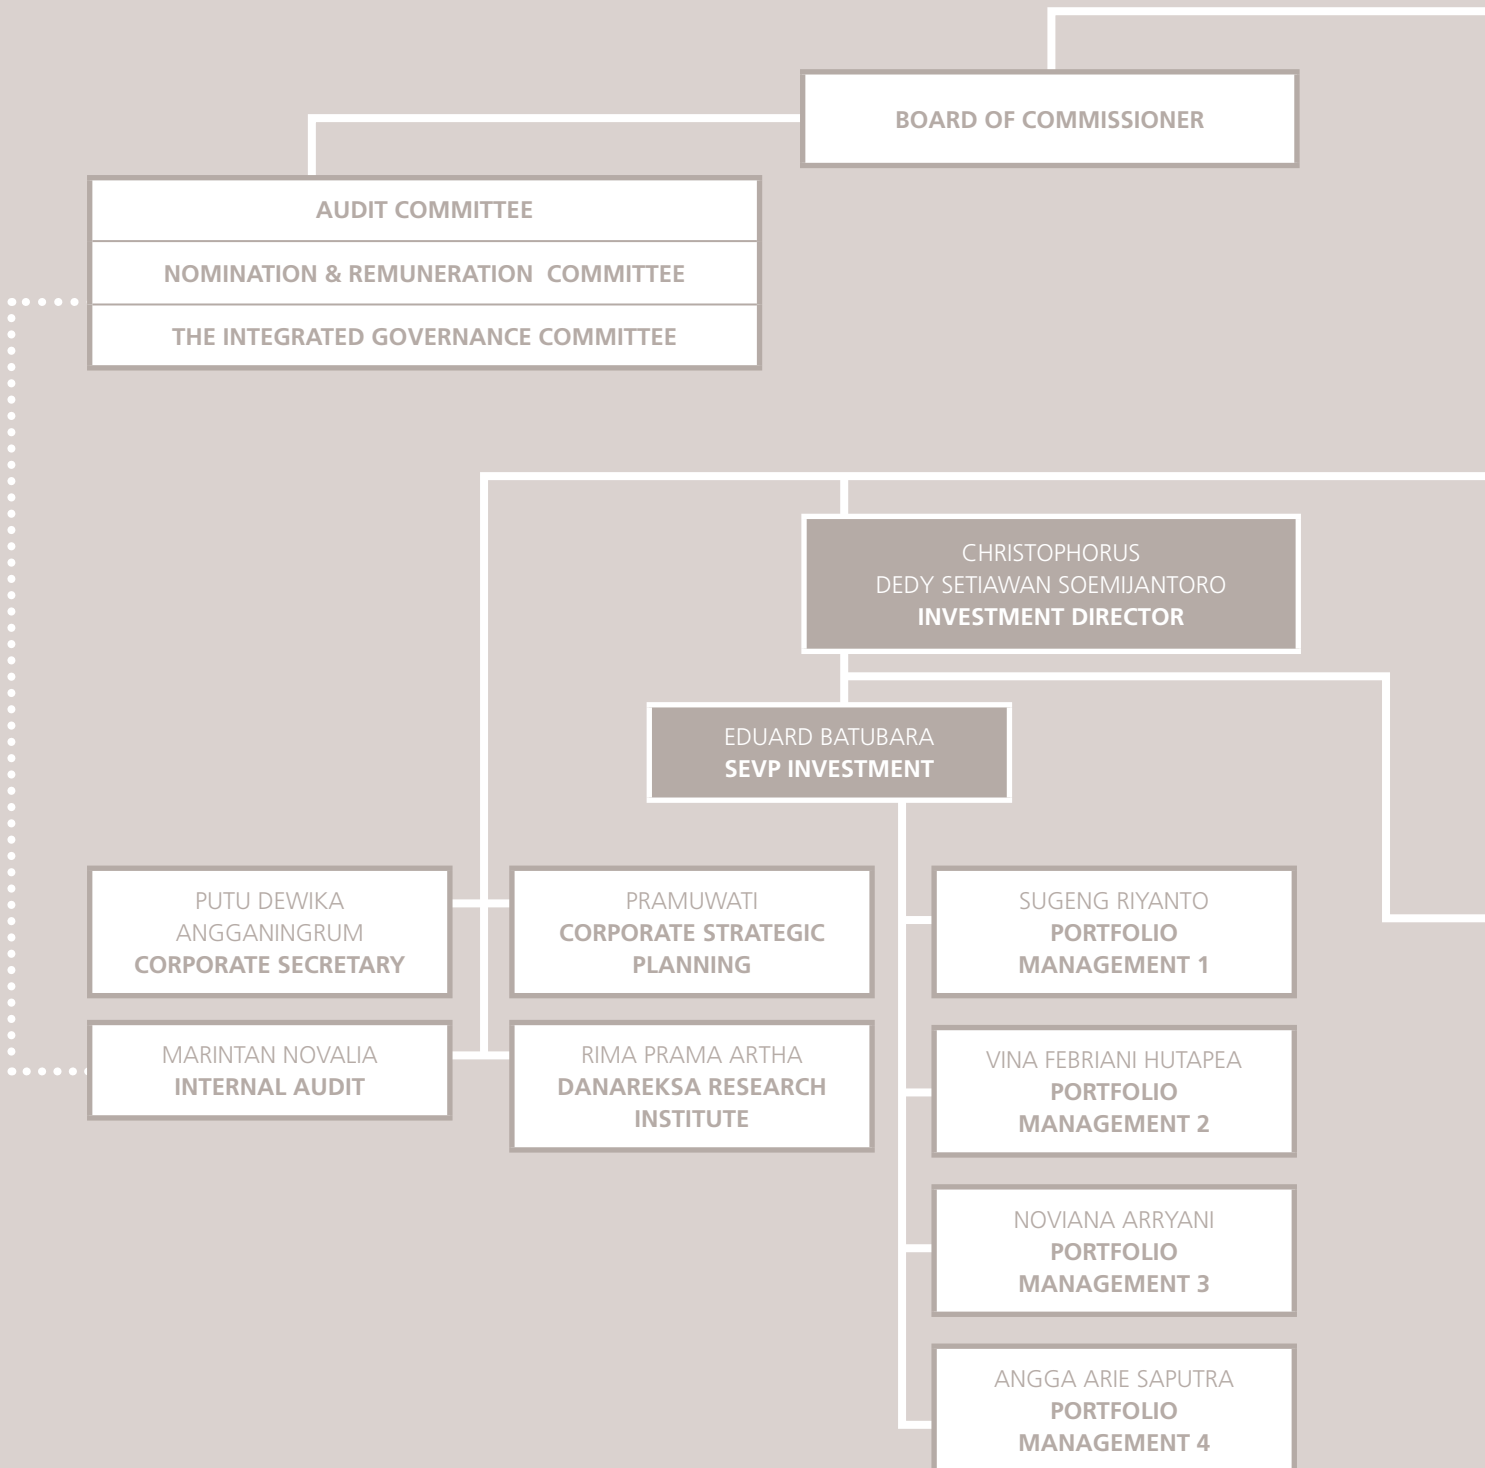 BOARD OF COMMISSIONER
AUDIT COMMITTEE
NOMINATION & REMUNERATION COMMITTEE
THE INTEGRATED GOVERNANCE COMMITTEE
CHRISTOPHORUS
DEDY SETIAWAN SOEMIJANTORO
INVESTMENT DIRECTOR
EDUARD BATUBARA
SEVP INVESTMENT
PUTU DEWIKA
ANGGANINGRUM
CORPORATE SECRETARY
PRAMUWATI
CORPORATE STRATEGIC
PLANNING
SUGENG RIYANTO
PORTFOLIO
MANAGEMENT 1
MARINTAN NOVALIA
INTERNAL AUDIT
RIMA PRAMA ARTHA
DANAREKSA RESEARCH
INSTITUTE
VINA FEBRIANI HUTAPEA
PORTFOLIO
MANAGEMENT 2
NOVIANA ARRYANI
PORTFOLIO
MANAGEMENT 3
ANGGA ARIE SAPUTRA
PORTFOLIO
MANAGEMENT 4